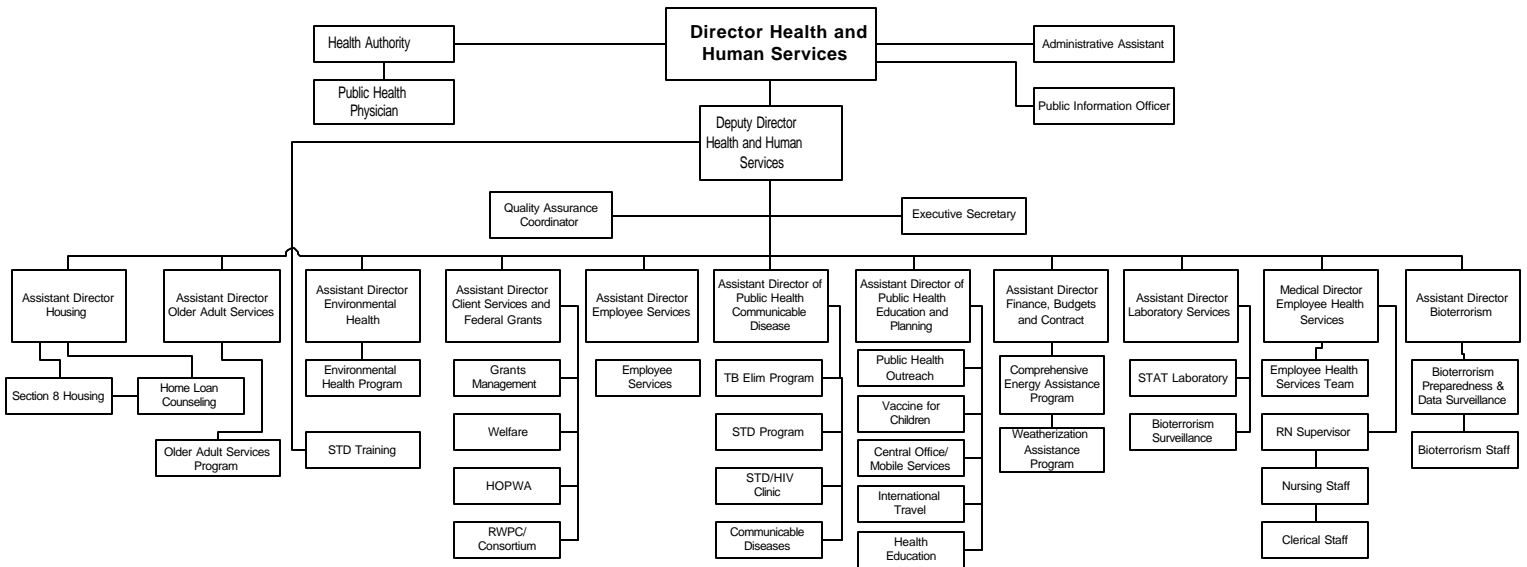 Director Health and
Human Services
Health Authority
Administrative Assistant
Public Health
Physician
Public Information Officer
Deputy Director
Health and Human
Services
Quality Assurance
Coordinator
Executive Secretary
Assistant Director
Housing
Assistant Director
Older Adult Services
Assistant Director
Environmental
Health
Assistant Director
Client Services and
Federal Grants
Assistant Director
Employee Services
Assistant Director of
Public Health
Communicable
Disease
Assistant Director of
Public Health
Education and
Planning
Assistant Director
Finance, Budgets
and Contract
Assistant Director
Laboratory Services
Medical Director
Employee Health
Services
Assistant Director
Bioterrorism
Section 8 Housing
Home Loan
Counseling
Older Adult Services
Program
Environmental
Health Program
STD Training
Grants
Management
Welfare
HOPWA
RWPC/
Consortium
Employee
Services
TB Elim Program
STD Program
STD/HIV
Clinic
Communicable
Diseases
Public Health
Outreach
Vaccine for
Children
Central Office/
Mobile Services
International
Travel
Health
Education
Comprehensive
Energy Assistance
Program
Weatherization
Assistance
Program
STAT Laboratory
Bioterrorism
Surveillance
Employee Health
Services Team
RN Supervisor
Nursing Staff
Clerical Staff
Bioterrorism
Preparedness &
Data Surveillance
Bioterrorism Staff